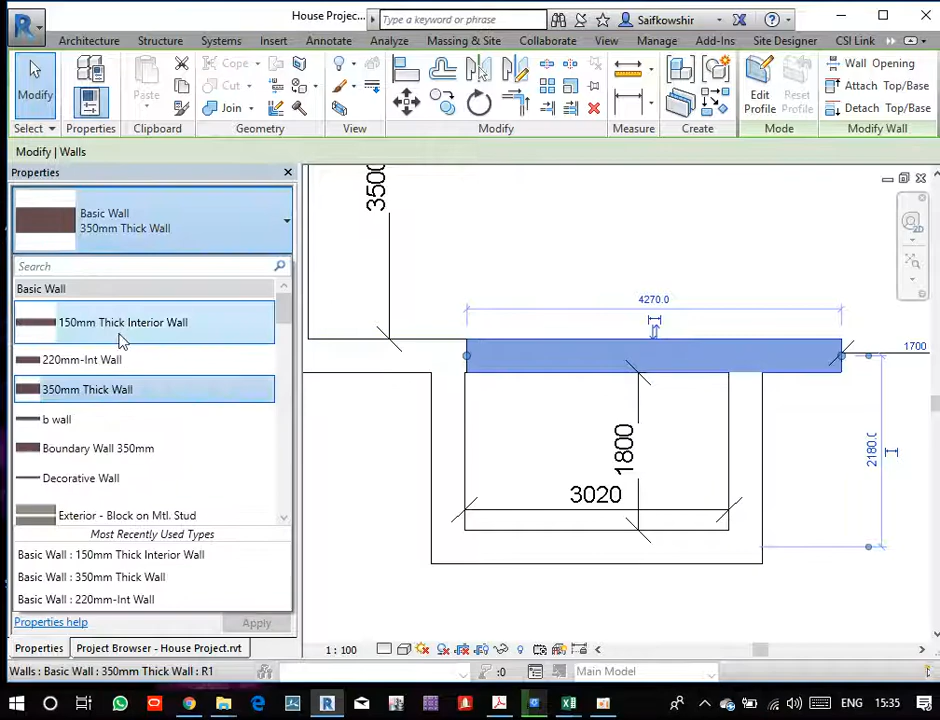 House Projec...
Type a keyword or phrase
Saifkowshir
Architecture Structure Systems Insert Annotate Analyze Massing & Site Collaborate View Manage Add-Ins Site Designer CSI Link
Modify
Paste
Cope
Join
Edit Profile
Reset Profile
Wall Opening
Attach Top/Base
Detach Top/Base
Select Properties Clipboard Geometry View Modify Measure Create Mode Modify Wall
Modify | Walls
Properties
Basic Wall
350mm Thick Wall
Search
Basic Wall
150mm Thick Interior Wall
220mm-Int Wall
350mm Thick Wall
b wall
Boundary Wall 350mm
Decorative Wall
Exterior - Block on Mtl. Stud
Most Recently Used Types
Basic Wall : 150mm Thick Interior Wall
Basic Wall : 350mm Thick Wall
Basic Wall : 220mm-Int Wall
Properties help
Apply
Properties
Project Browser - House Project.rvt
3500
2D
4270.0
1700
1800
2180.0
3020
1 : 100
Walls : Basic Wall : 350mm Thick Wall : R1
:0
Main Model
ENG
15:35